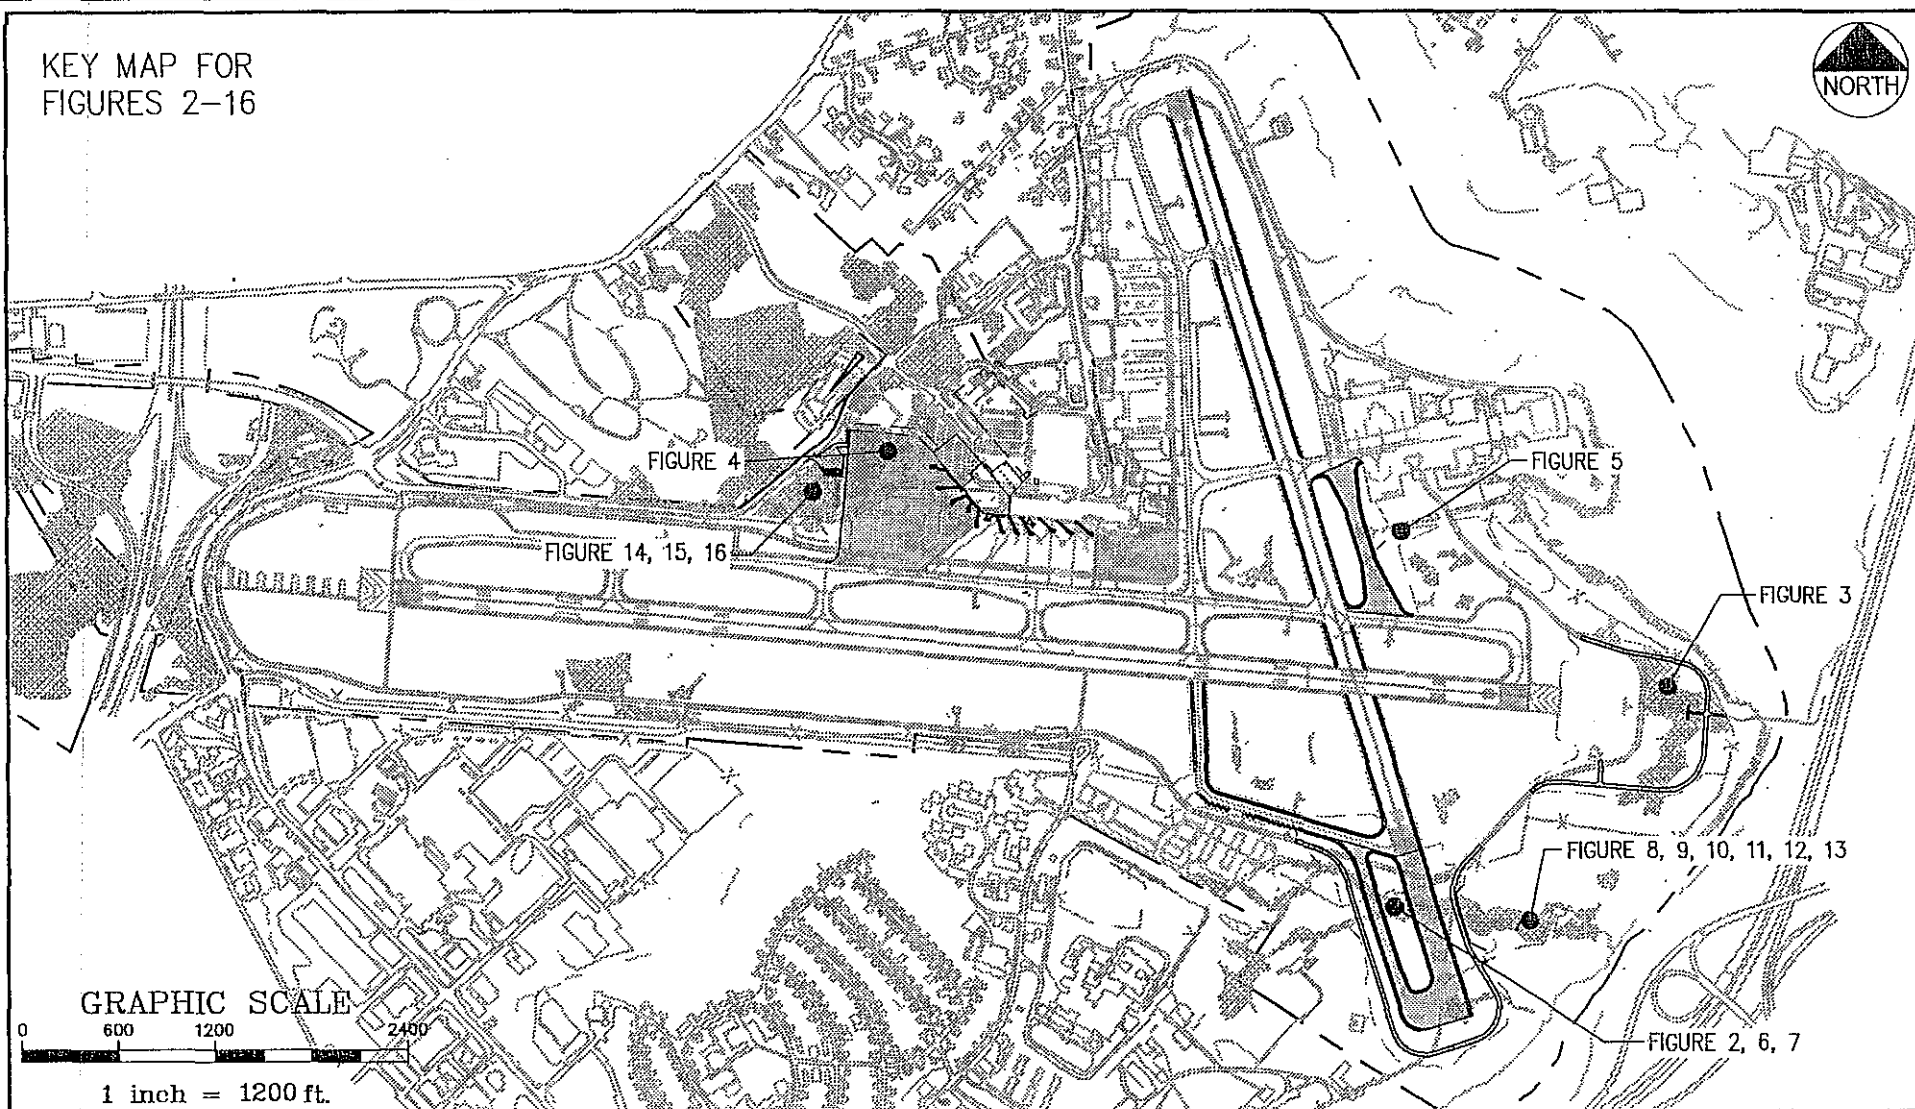 KEY MAP FOR
FIGURES 2-16
NORTH
FIGURE 4
FIGURE 5
FIGURE 14, 15, 16
FIGURE 3
FIGURE 8, 9, 10, 11, 12, 13
FIGURE 2, 6, 7
GRAPHIC SCALE
0 600 1200 2400
1 inch = 1200 ft.